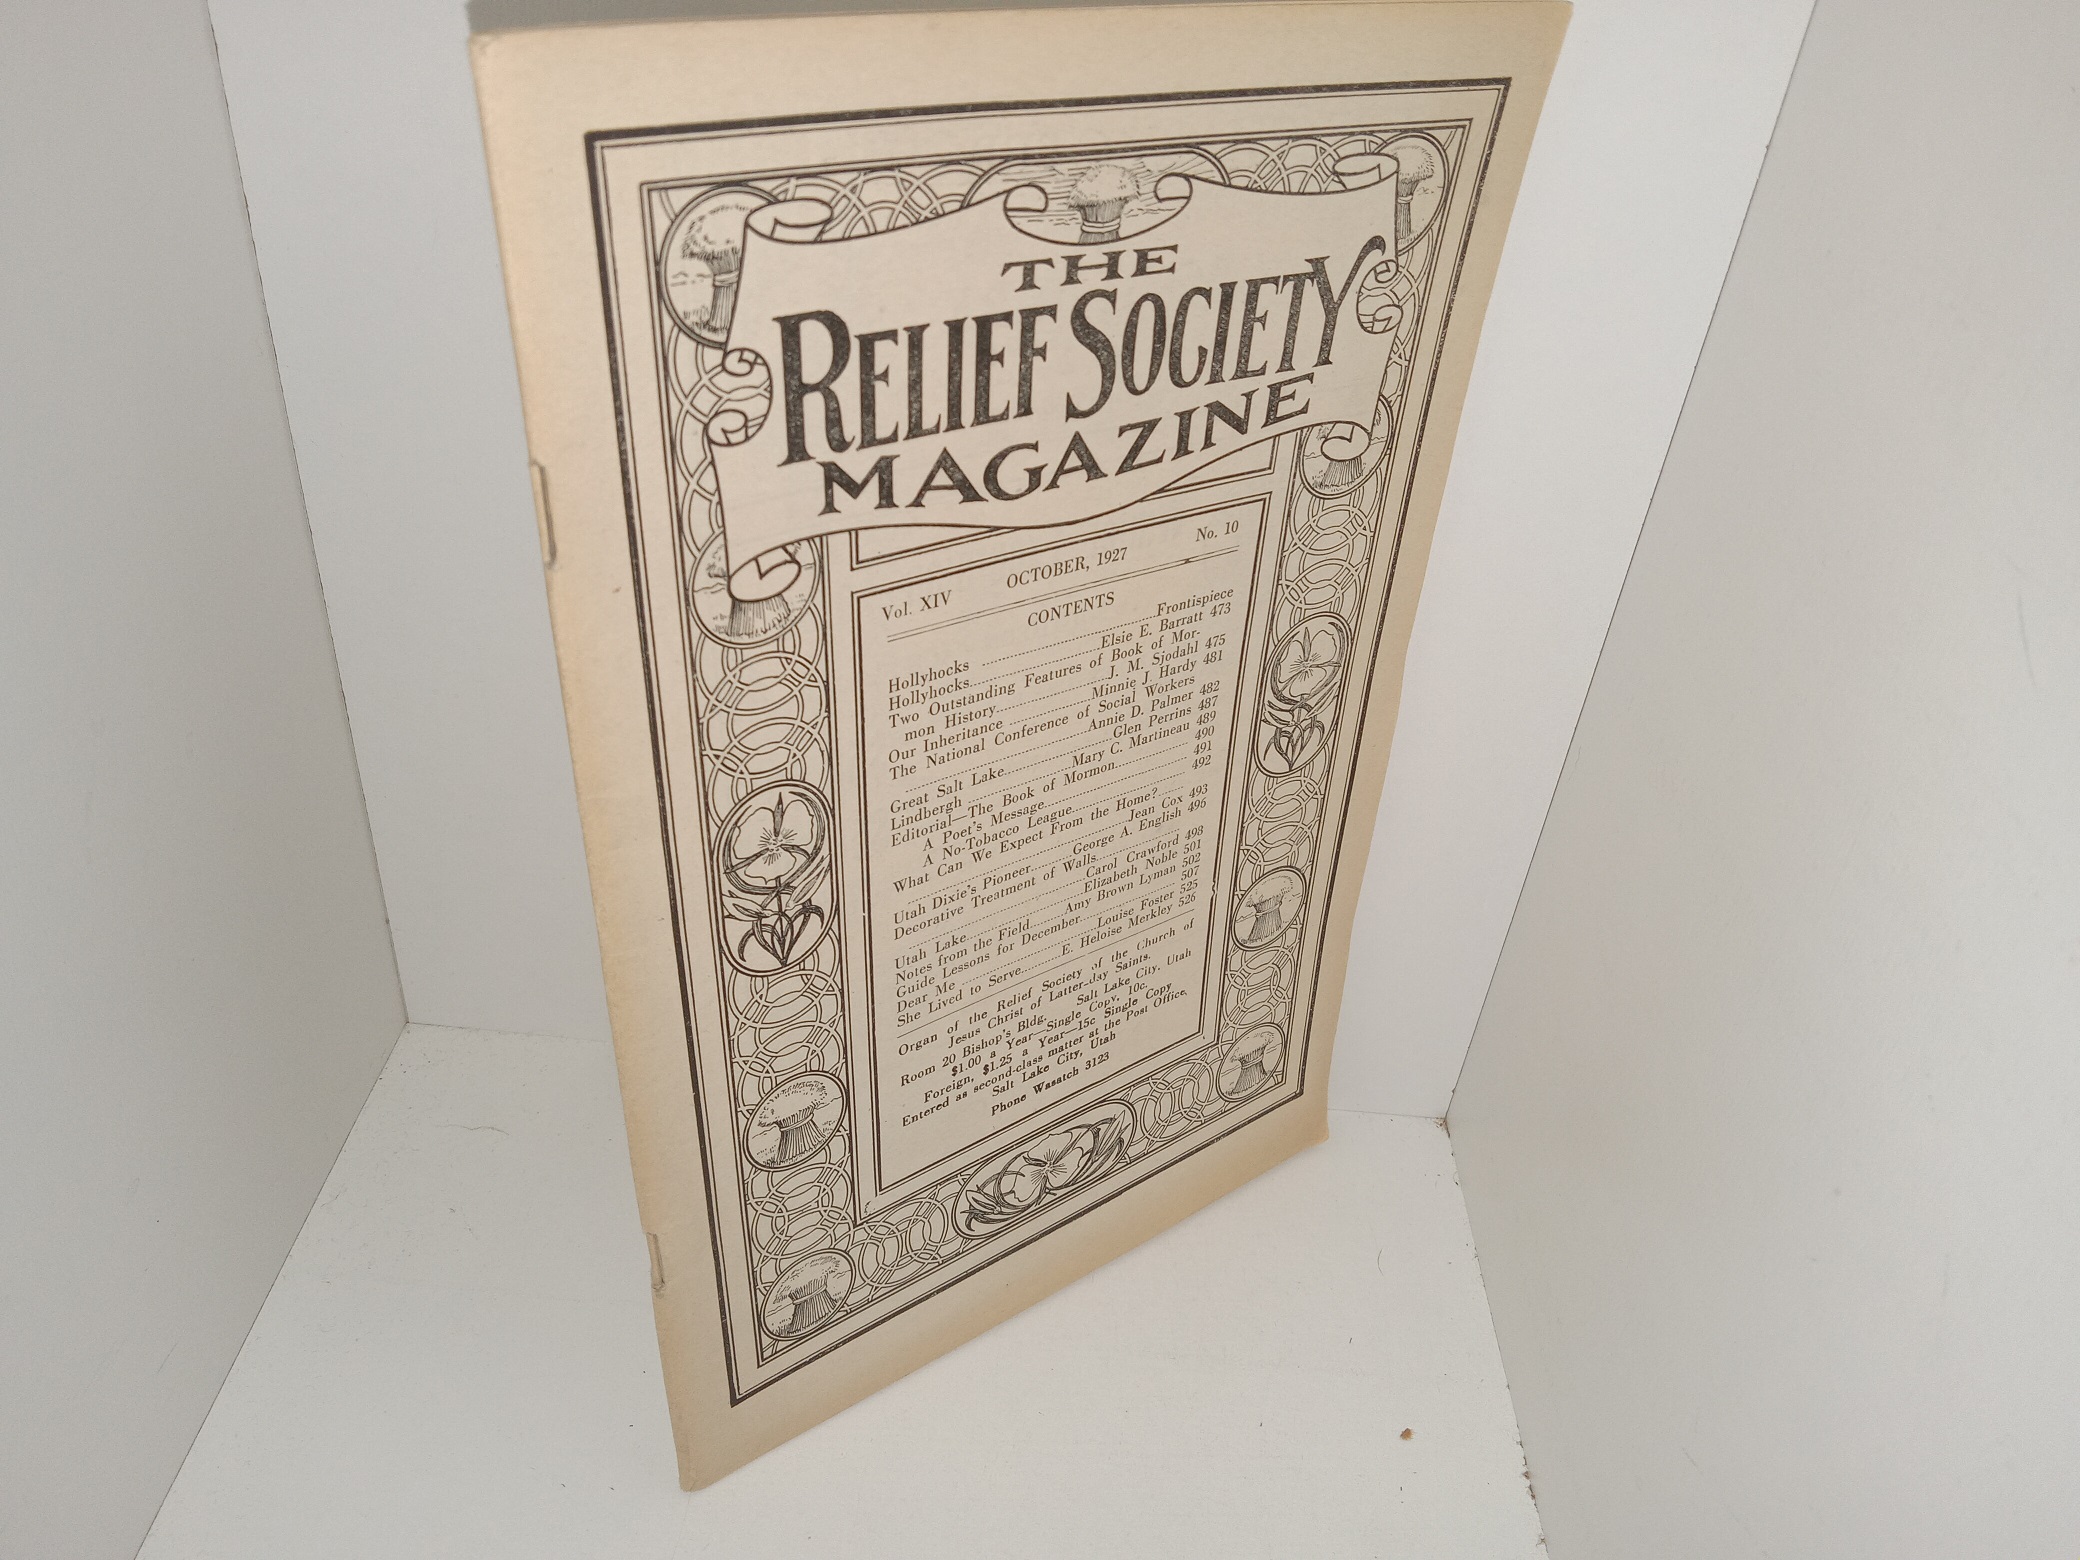 THE
RELIEF SOCIETY
MAGAZINE
Vol. XIV OCTOBER, 1927 No. 10
CONTENTS
Hollyhocks ........ Frontispiece
Hollyhocks ........ Elsie E. Barratt 473
Two Outstanding Features of Book of Mor-
mon History ........ J. M. Sjodahl 475
Our Inheritance ........ Minnie J. Hardy 481
The National Conference of Social Workers
........ Annie D. Palmer 482
Great Salt Lake ........ Glen Perrins 487
Lindbergh ........ Mary C. Martineau 489
Editorial—The Book of Mormon ........ 490
A Poet's Message ........ 491
A No-Tobacco League ........ 492
What Can We Expect From the Home? ........
........ Jean Cox 493
Utah Dixie's Pioneer ........ George A. English 496
Decorative Treatment of Walls ........
........ Carol Crawford 498
Utah Lake ........ Elizabeth Noble 501
Notes from the Field ........ Amy Brown Lyman 502
Guide Lessons for December ........ 507
Dear Me ........ Louise Foster 525
She Lived to Serve ........ E. Heloise Merkley 526
Organ of the Relief Society of the Church of
Jesus Christ of Latter-day Saints.
Room 20 Bishop's Bldg. Salt Lake City, Utah
$1.00 a Year—Single Copy, 10c.
Foreign, $1.25 a Year—15c Single Copy
Entered as second-class matter at the Post Office,
Salt Lake City, Utah
Phone Wasatch 3123